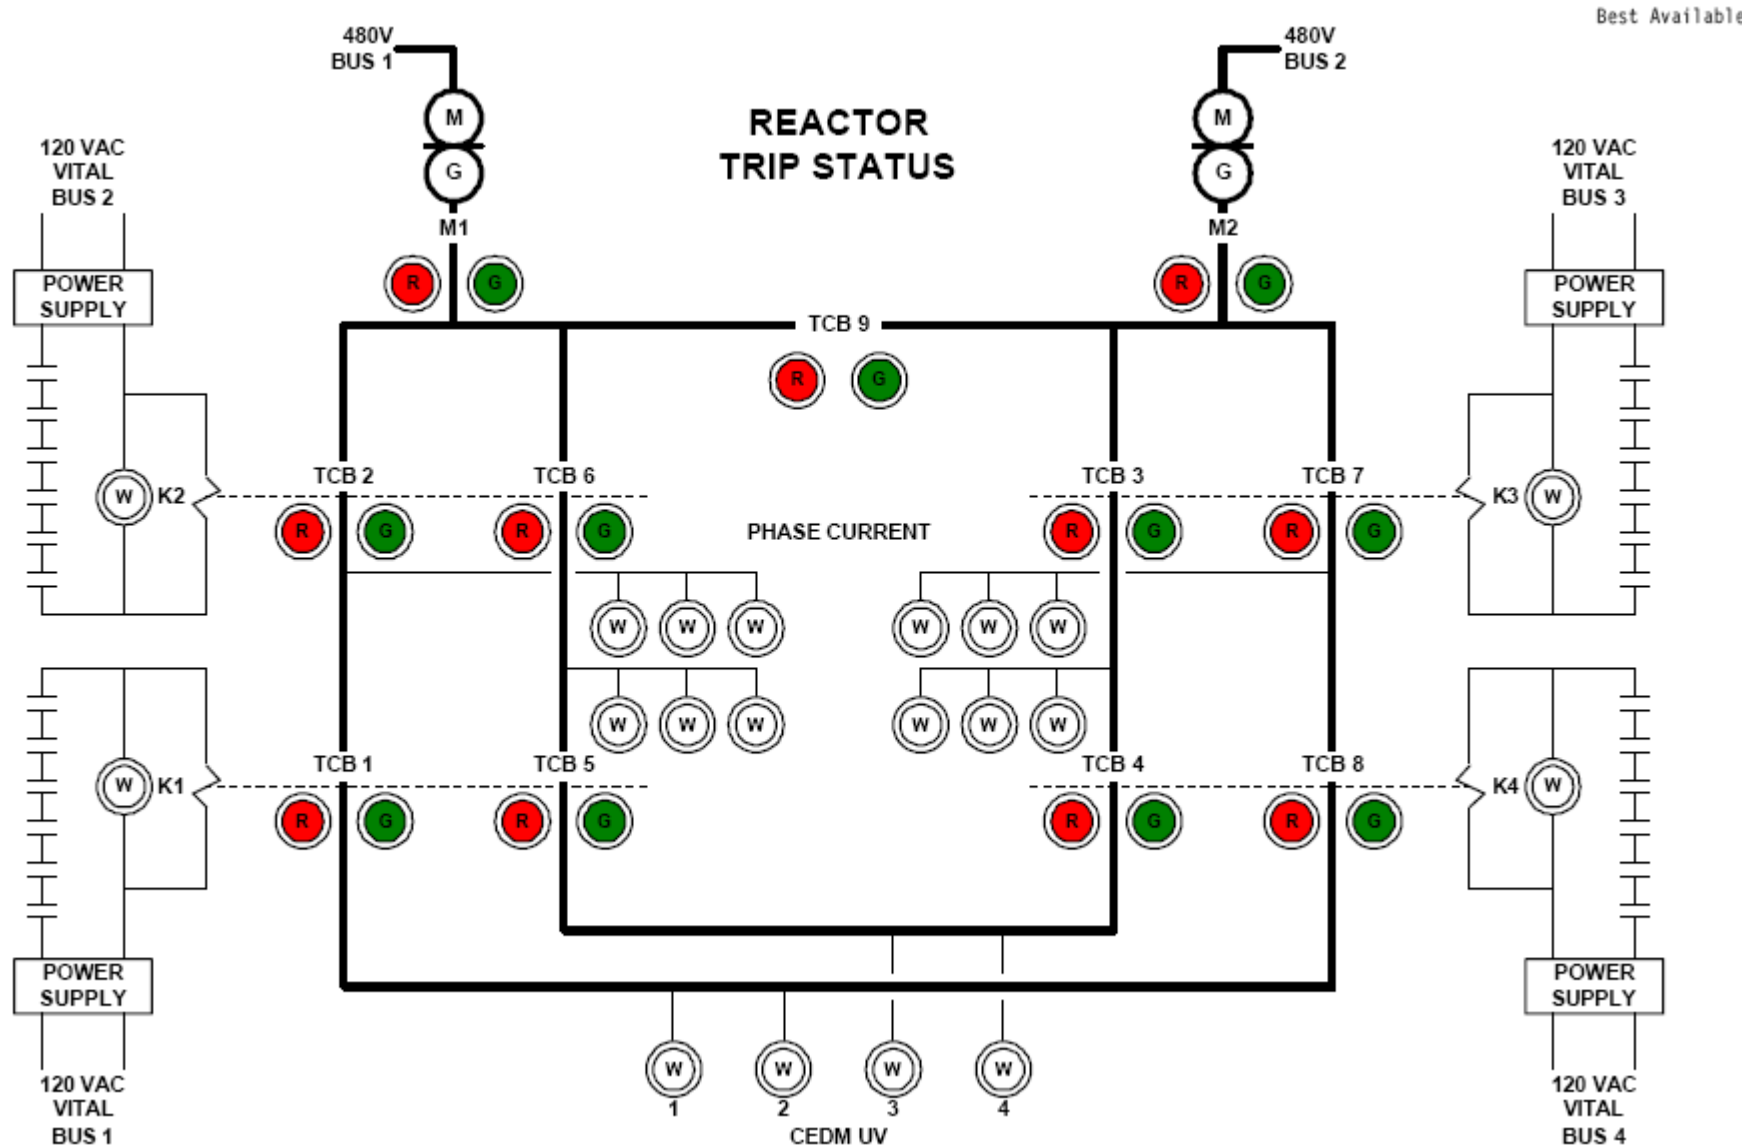 Best Available
480V
BUS 1
480V
BUS 2
M
G
M1
M
G
M2
REACTOR
TRIP STATUS
120 VAC
VITAL
BUS 2
120 VAC
VITAL
BUS 3
POWER
SUPPLY
POWER
SUPPLY
R G
R G
TCB 9
R G
TCB 2
TCB 6
TCB 3
TCB 7
W K2
K3 W
R G
R G
PHASE CURRENT
R G
R G
W W W
W W W
W W W
W W W
TCB 1
TCB 5
TCB 4
TCB 8
W K1
K4 W
R G
R G
R G
R G
POWER
SUPPLY
POWER
SUPPLY
120 VAC
VITAL
BUS 1
120 VAC
VITAL
BUS 4
W W W W
1 2 3 4
CEDM UV